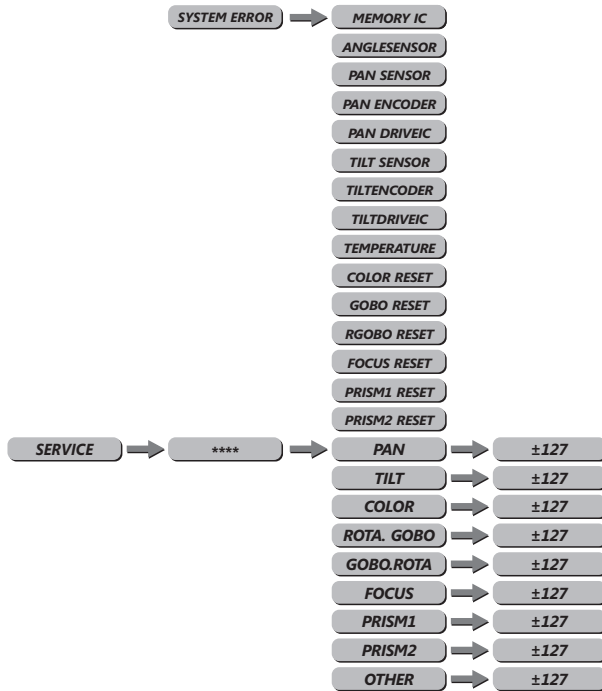 SYSTEM ERROR MEMORY IC
ANGLESENSOR
PAN SENSOR
PAN ENCODER
PAN DRIVEIC
TILT SENSOR
TILTENCODER
TILTDRIVEIC
TEMPERATURE
COLOR RESET
GOBO RESET
RGOBO RESET
FOCUS RESET
PRISM1 RESET
PRISM2 RESET
SERVICE **** PAN ±127
TILT ±127
COLOR ±127
ROTA. GOBO ±127
GOBO.ROTA ±127
FOCUS ±127
PRISM1 ±127
PRISM2 ±127
OTHER ±127